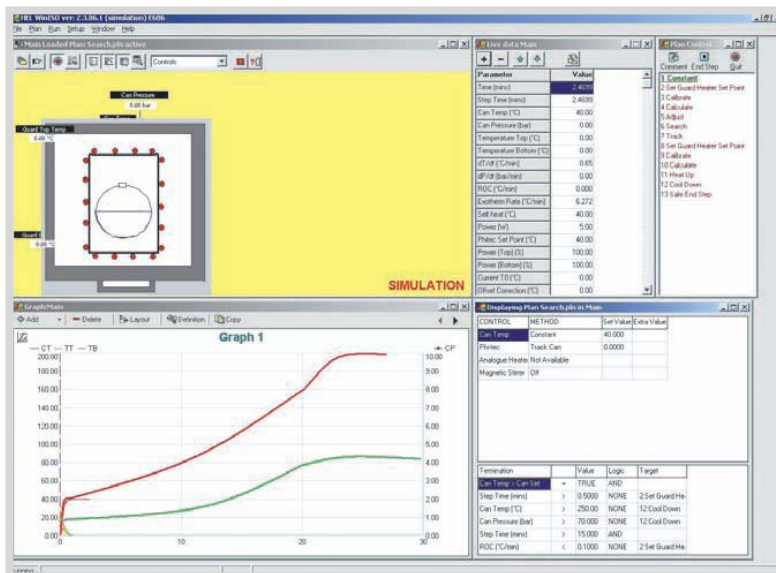 HEL WinISO ver: 2.3.86.1 (simulation) E686
File Plan Run Setup Window Help
Main Loaded Plan: Search.pln active
Controls
Can Pressure
0.00 bar
Guard Top Temp
0.00 °C
0.00 °C
SIMULATION
Live data Main
Parameter Value
Time (mins) 2.4699
Step Time (mins) 2.4699
Can Temp (°C) 40.00
Can Pressure (bar) 0.00
Temperature Top (°C) 0.00
Temperature Bottom (°C) 0.00
dT/dt (°C/min) 0.65
dP/dt (bar/min) 0.00
ROC (°C/min) 0.000
Exotherm Rate (°C/min) 6.272
Self heat (°C) 40.00
Power (W) 5.00
Phitec Set Point (°C) 40.00
Power (Top) (%) 100.00
Power (Bottom) (%) 100.00
Current T0 (°C) 0.00
Offset Correction (°C) 0.00
Plan Control
Comment End Step Quit
1 Constant
2 Set Guard Heater Set Point
3 Calibrate
4 Calculate
5 Adjust
6 Search
7 Track
8 Set Guard Heater Set Point
9 Calibrate
10 Calculate
11 Heat Up
12 Cool Down
13 Safe End Step
Graph:Main
Add Delete Layout Definition Copy
Graph 1
CT TT TB
CP
200.00 10.00
180.00 9.00
160.00 8.00
140.00 7.00
120.00 6.00
100.00 5.00
80.00 4.00
60.00 3.00
40.00 2.00
20.00 1.00
0.00 0.00
0 10 20 30
Displaying Plan Search.pln in Main
CONTROL METHOD Set Value Extra Value
Can Temp Constant 40.000
Phitec Track Can 0.0000
Analogue Heater Not Available
Magnetic Stirrer Off
Termination Value Logic Target
Can Temp > Can Set = TRUE AND
Step Time (mins) > 0.5000 NONE 2:Set Guard He
Can Temp (°C) > 250.00 NONE 12:Cool Down
Can Pressure (bar) > 70.000 NONE 12:Cool Down
Step Time (mins) > 15.000 AND
ROC (°C/min) < 0.1000 NONE 2:Set Guard He